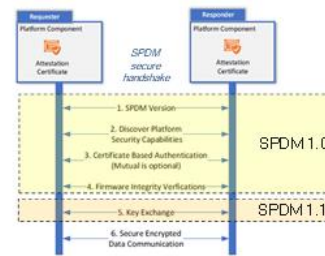 Requester
Platform Component
Attestation
Certificate
SPDM
secure
handshake
Responder
Platform Component
Attestation
Certificate
1. SPDM Version
2. Discover Platform
Security Capabilities
3. Certificate Based Authentication
(Mutual is optional)
4. Firmware Integrity Verfications
SPDM 1.0
5. Key Exchange
SPDM 1.1
6. Secure Encrypted
Data Communication